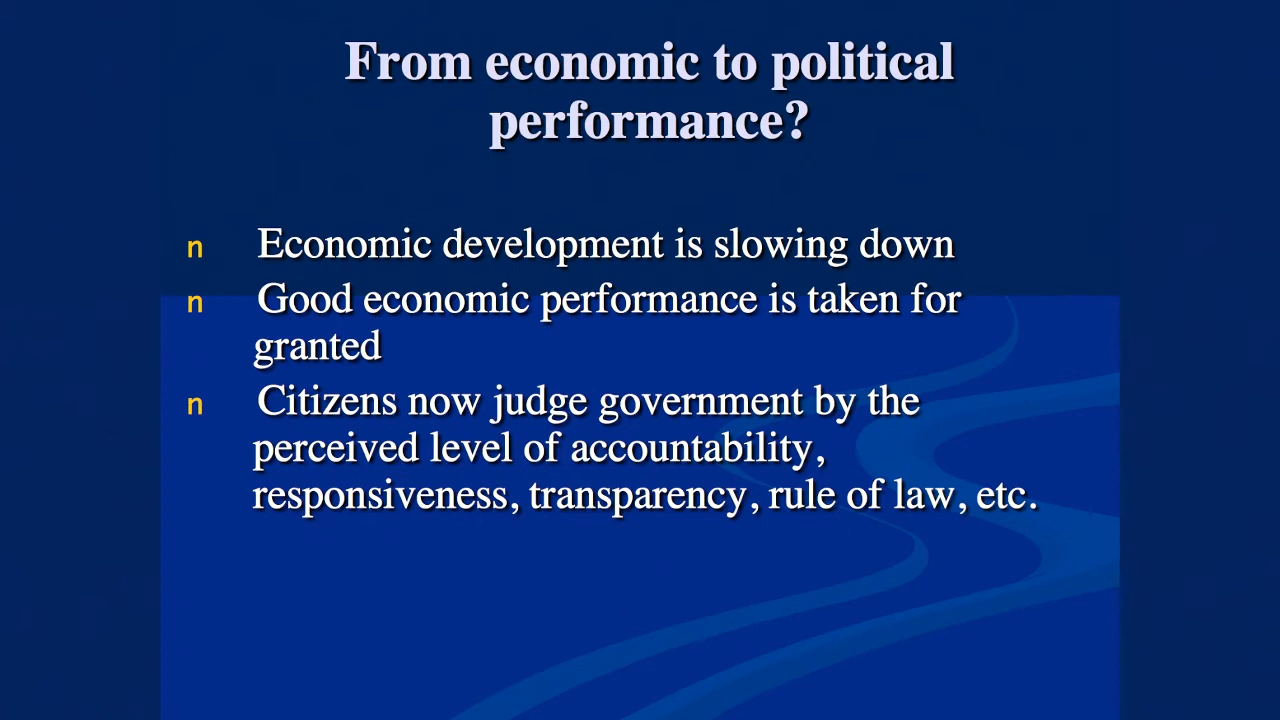 From economic to political
performance?
n Economic development is slowing down
n Good economic performance is taken for
granted
n Citizens now judge government by the
perceived level of accountability,
responsiveness, transparency, rule of law, etc.